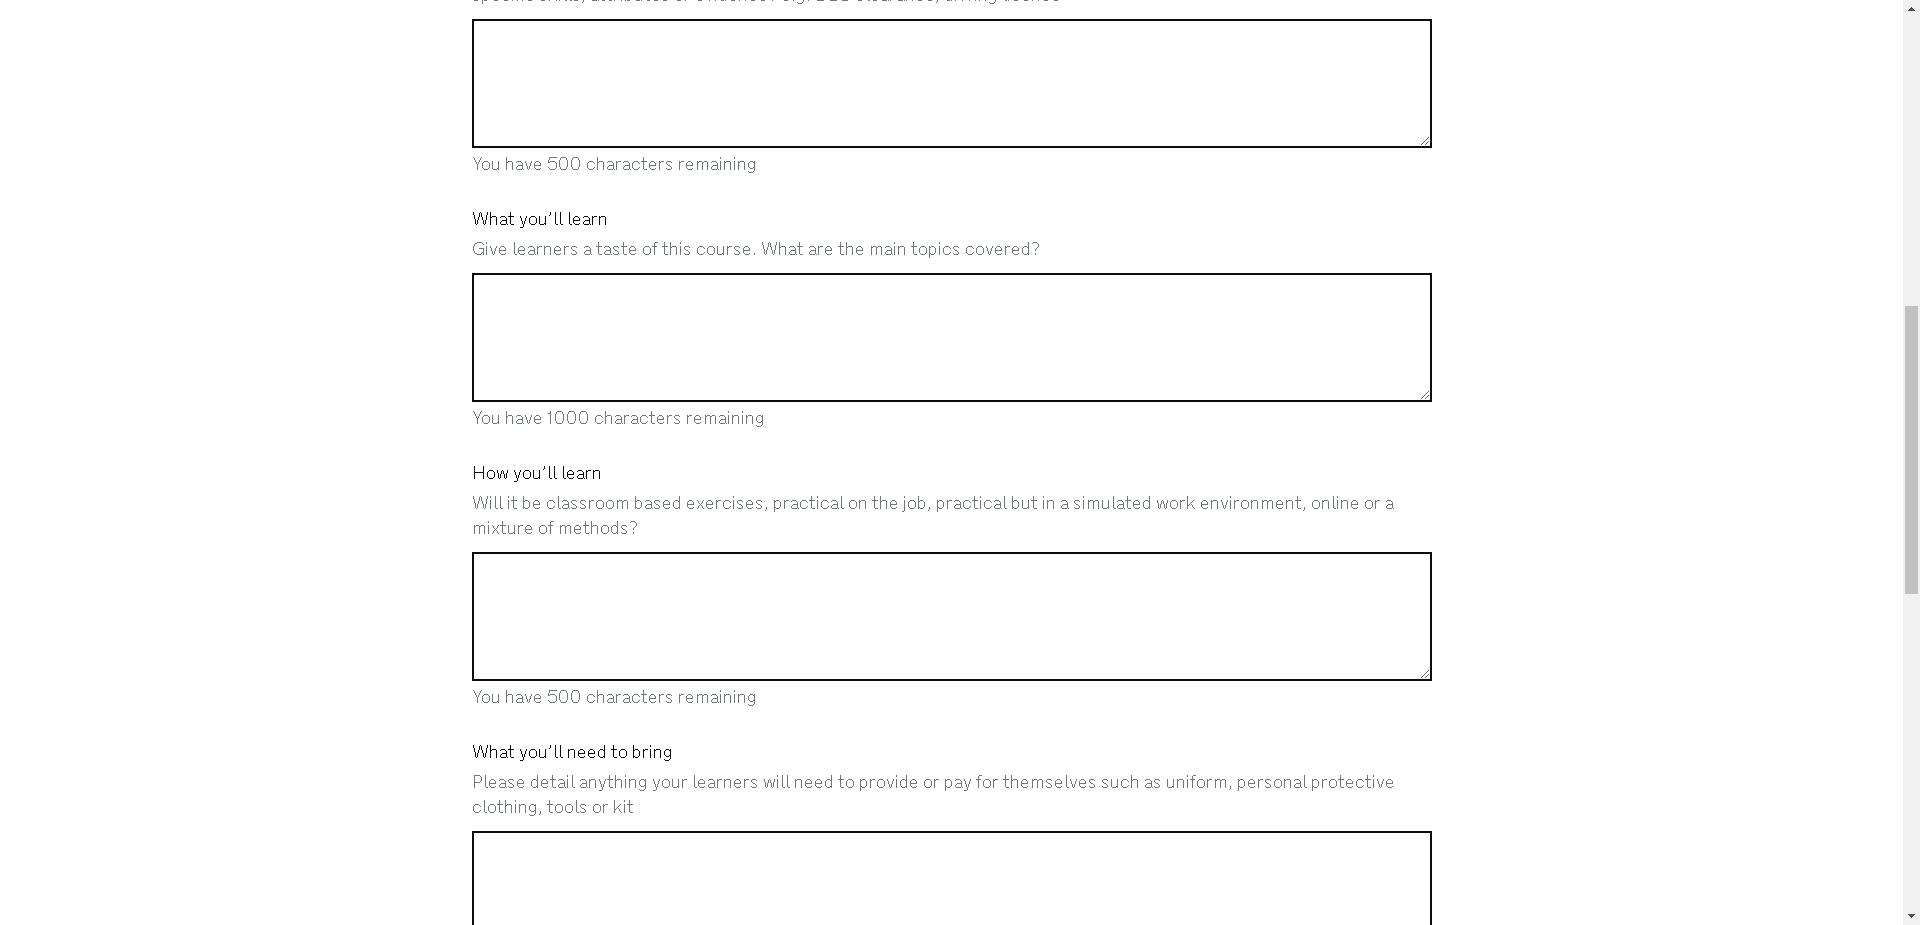 You have 500 characters remaining
What you’ll learn
Give learners a taste of this course. What are the main topics covered?
You have 1000 characters remaining
How you’ll learn
Will it be classroom based exercises, practical on the job, practical but in a simulated work environment, online or a
mixture of methods?
You have 500 characters remaining
What you’ll need to bring
Please detail anything your learners will need to provide or pay for themselves such as uniform, personal protective
clothing, tools or kit